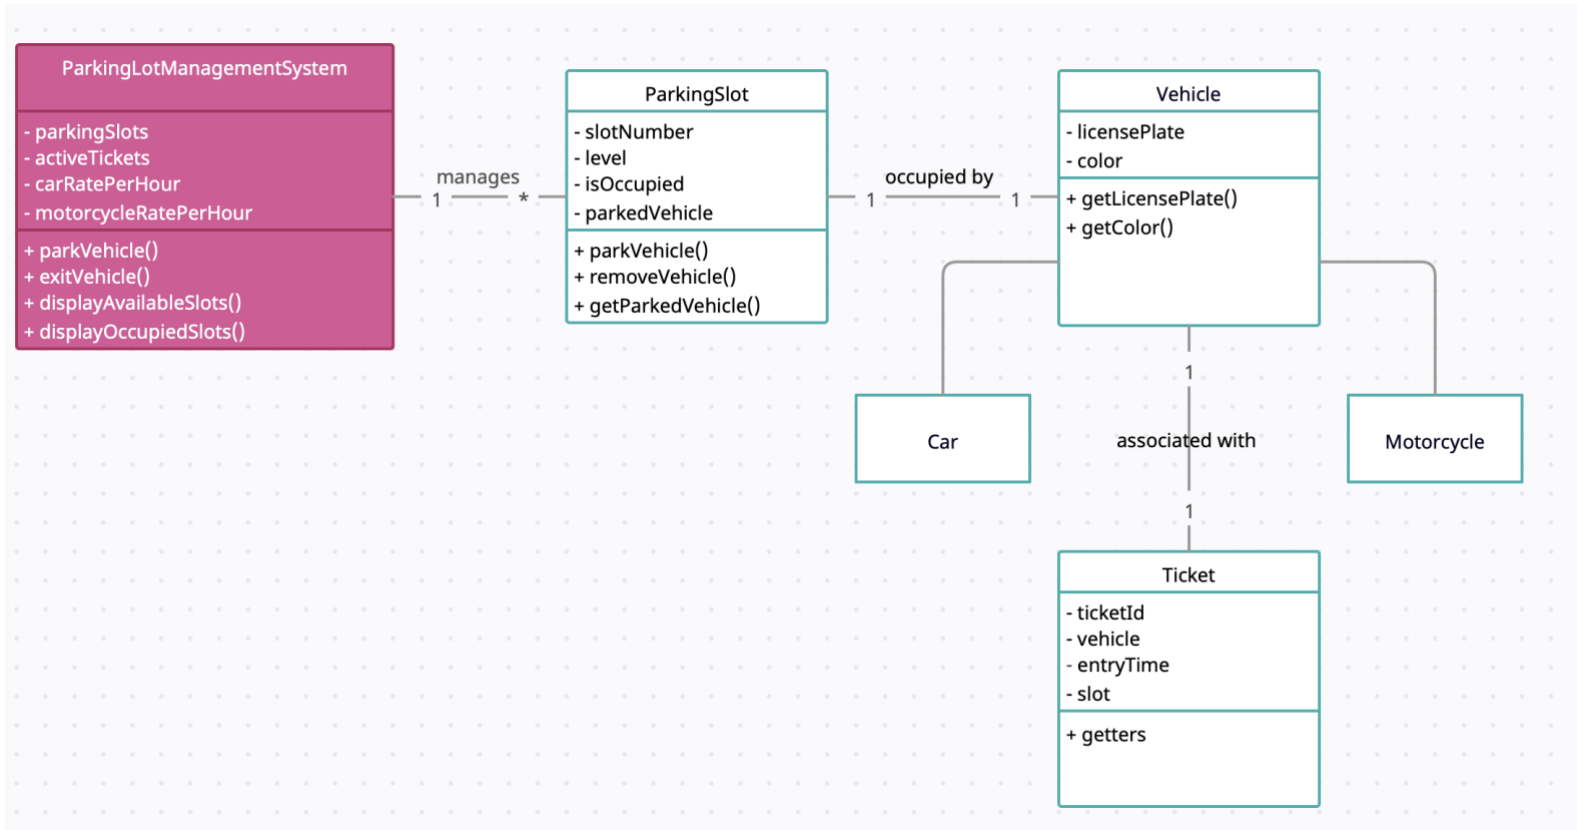 ParkingLotManagementSystem
- parkingSlots
- activeTickets
- carRatePerHour
- motorcycleRatePerHour
+ parkVehicle()
+ exitVehicle()
+ displayAvailableSlots()
+ displayOccupiedSlots()
manages
1
*
ParkingSlot
- slotNumber
- level
- isOccupied
- parkedVehicle
+ parkVehicle()
+ removeVehicle()
+ getParkedVehicle()
occupied by
1
1
Vehicle
- licensePlate
- color
+ getLicensePlate()
+ getColor()
Car
1
associated with
1
Motorcycle
Ticket
- ticketId
- vehicle
- entryTime
- slot
+ getters